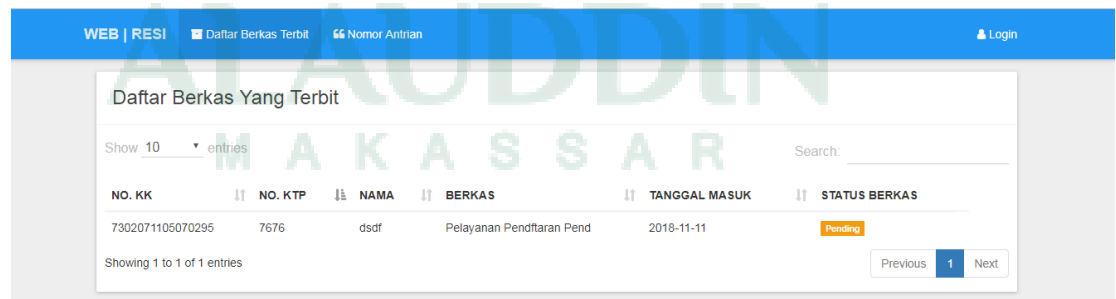 WEB | RESI Daftar Berkas Terbit Nomor Antrian Login
ALAUDDIN
Daftar Berkas Yang Terbit
MAKASSAR
Show 10 entries Search:
NO. KK NO. KTP NAMA BERKAS TANGGAL MASUK STATUS BERKAS
7302071105070295 7676 dsdf Pelayanan Pendftaran Pend 2018-11-11 Pending
Showing 1 to 1 of 1 entries Previous 1 Next